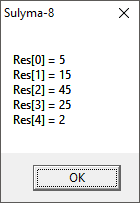 Sulyma-8
Res[0] = 5
Res[1] = 15
Res[2] = 45
Res[3] = 25
Res[4] = 2
OK